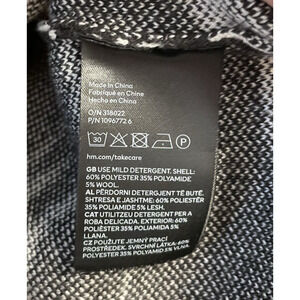 Made in China
Fabriqué en Chine
Hecho en China
O/N 318022
P/N 1096772.6
30
P
hm.com/takecare
GB USE MILD DETERGENT. SHELL:
60% POLYESTER 35% POLYAMIDE
5% WOOL.
AL PËRDORNI DETERGJENT TË BUTË.
SHTRESA E JASHTME: 60% POLIESTËR
35% POLIAMID 5% LESH.
CAT UTILITZEU DETERGENT PER A
ROBA DELICADA. EXTERIOR: 60%
POLIÈSTER 35% POLIAMIDA 5%
LLANA.
CZ POUŽIJTE JEMNÝ PRACÍ
PROSTŘEDEK. SVRCHNÍ LÁTKA: 60%
POLYESTER 35% POLYAMID 5% VLNA.